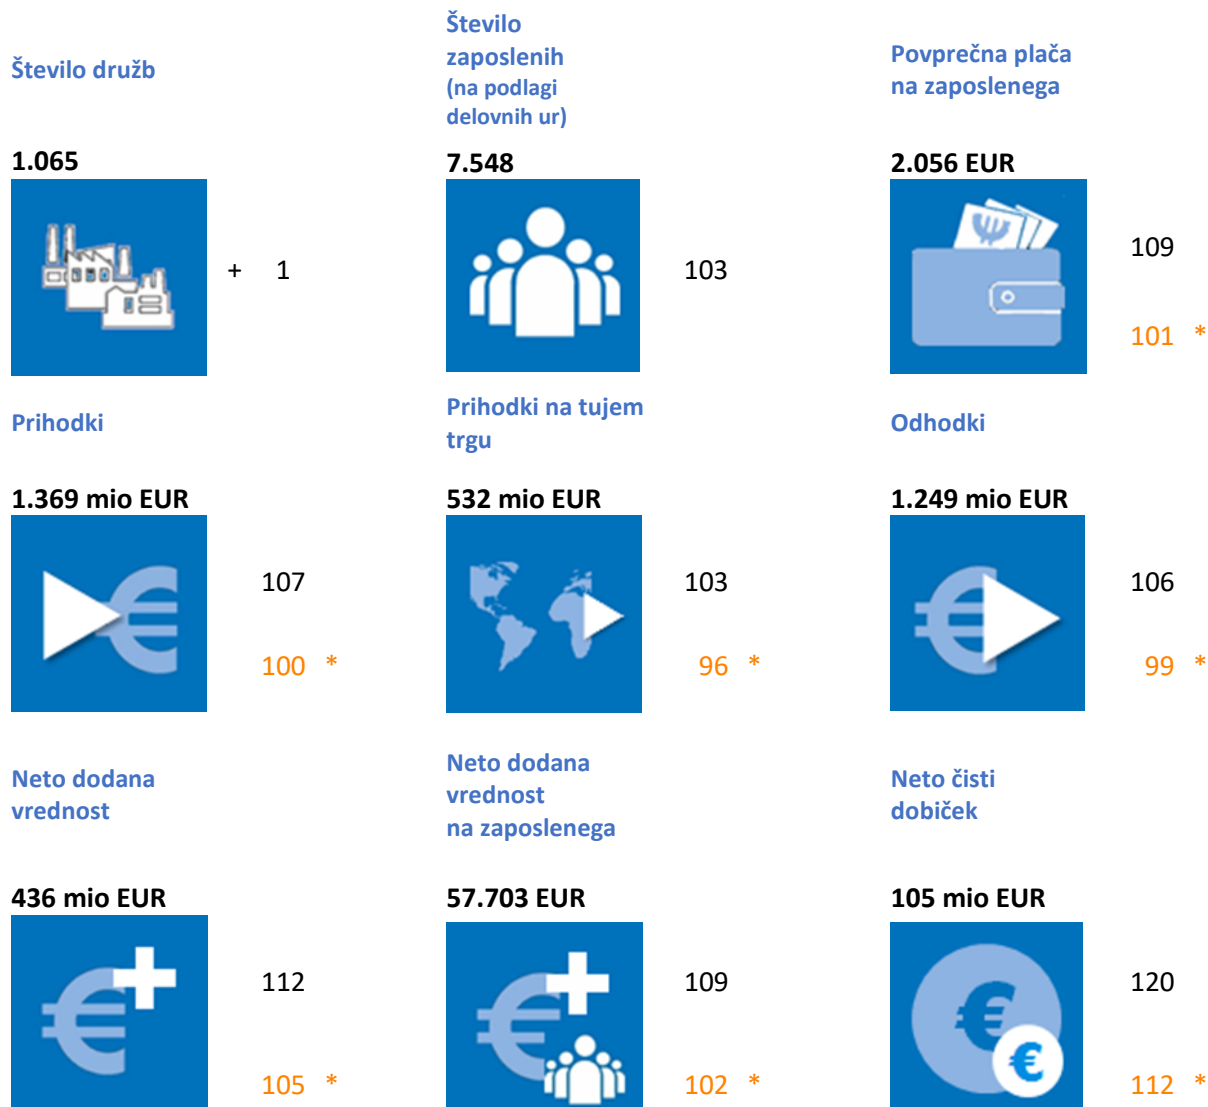 Število družb
1.065
+ 1
Število
zaposlenih
(na podlagi
delovnih ur)
7.548
103
Povprečna plača
na zaposlenega
2.056 EUR
109
101 *
Prihodki
1.369 mio EUR
107
100 *
Prihodki na tujem
trgu
532 mio EUR
103
96 *
Odhodki
1.249 mio EUR
106
99 *
Neto dodana
vrednost
436 mio EUR
112
105 *
Neto dodana
vrednost
na zaposlenega
57.703 EUR
109
102 *
Neto čisti
dobiček
105 mio EUR
120
112 *